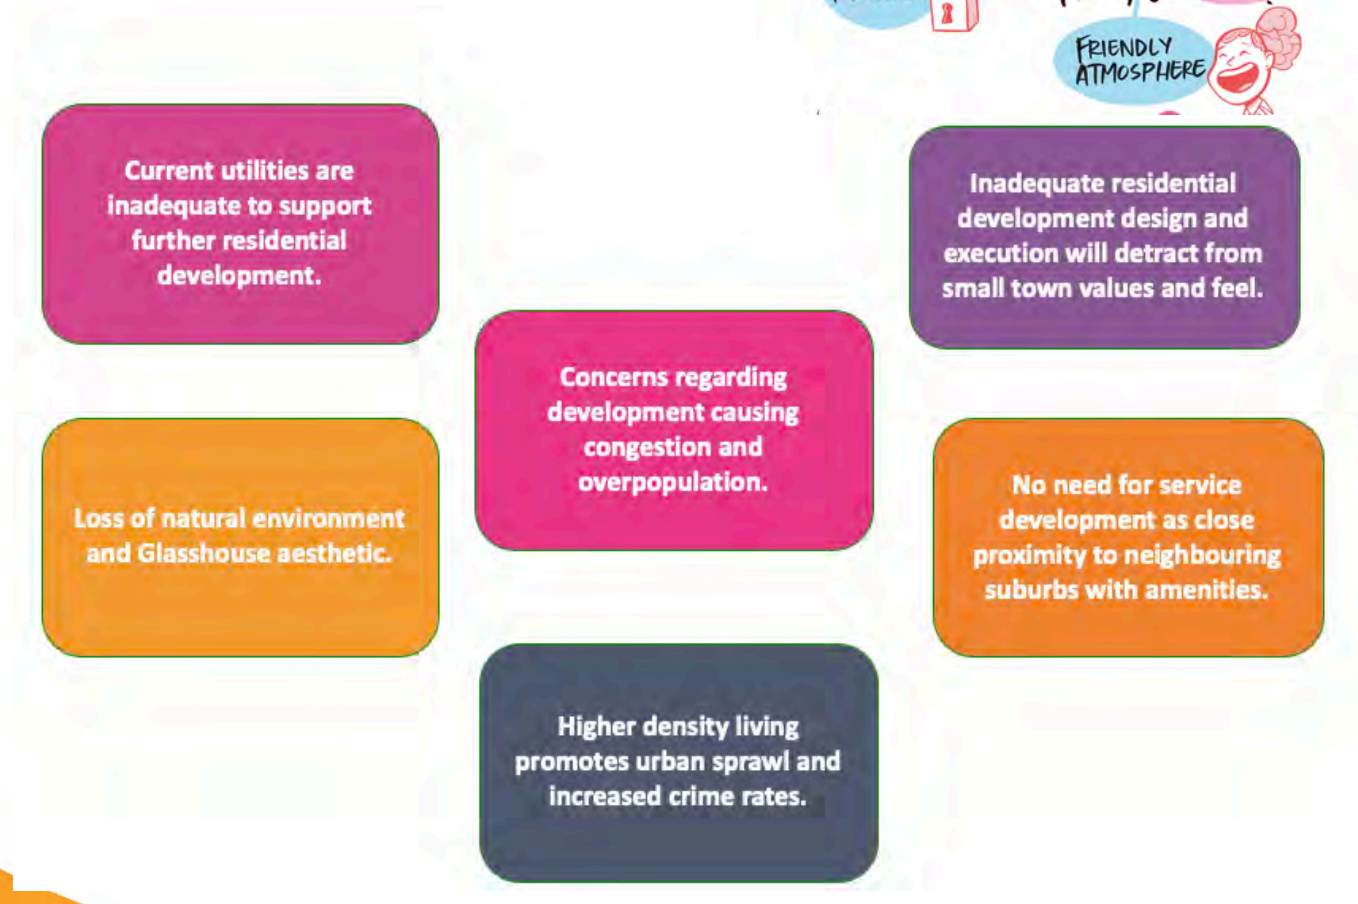 FRIENDLY
ATMOSPHERE
Current utilities are
inadequate to support
further residential
development.
Inadequate residential
development design and
execution will detract from
small town values and feel.
Concerns regarding
development causing
congestion and
overpopulation.
Loss of natural environment
and Glasshouse aesthetic.
No need for service
development as close
proximity to neighbouring
suburbs with amenities.
Higher density living
promotes urban sprawl and
increased crime rates.